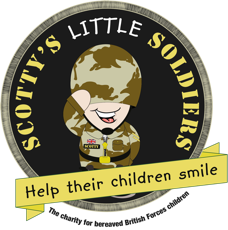 SCOTTY'S LITTLE SOLDIERS
Help their children smile
The charity for bereaved British Forces children